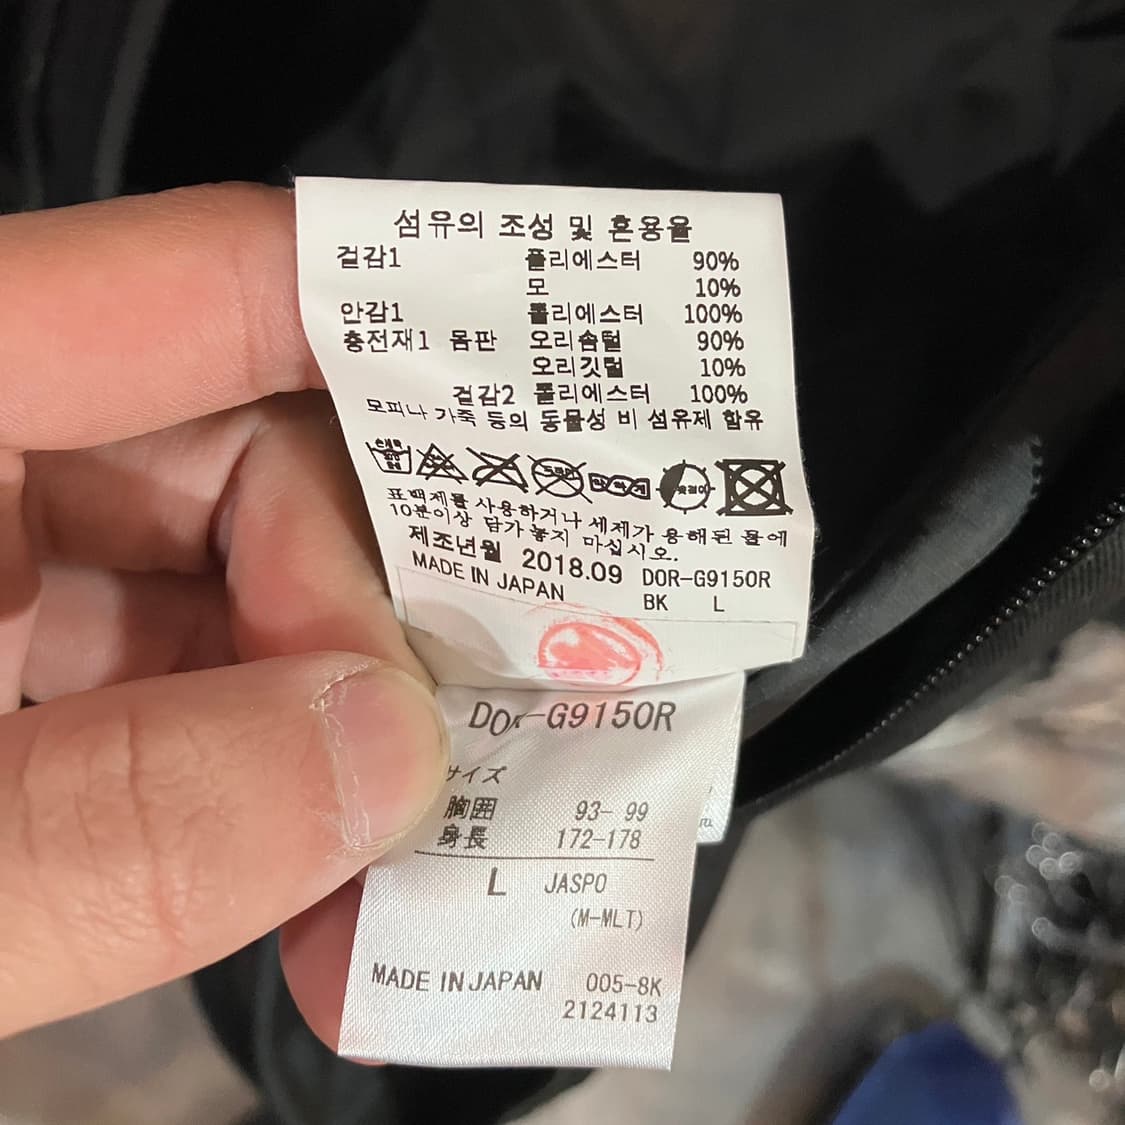 섬유의 조성 및 혼용율
겉감1 폴리에스터 90%
모 10%
안감1 폴리에스터 100%
충전재1 몸판 오리솜털 90%
오리깃털 10%
겉감2 폴리에스터 100%
모피나 가죽 등의 동물성 비 섬유제 함유
표백제를 사용하거나 세제가 용해된 물에
10분이상 담가놓지 마십시오.
제조년월 2018.09 DOR-G9150R
MADE IN JAPAN BK L
DOR-G9150R
サイズ
胸囲 93-99
身長 172-178
L JASPO
(M-MLT)
MADE IN JAPAN 005-8K
2124113